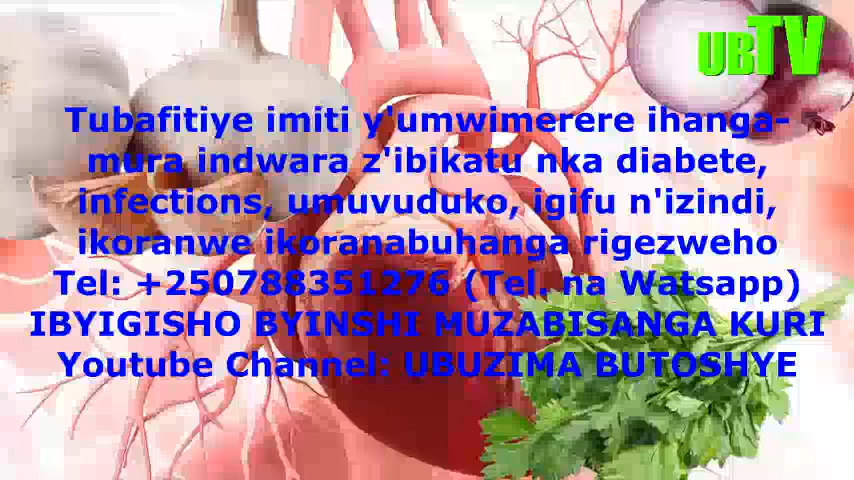 UBTV
Tubafitiye imiti y'umwimerere ihanga-
mura indwara z'ibikatu nka diabete,
infections, umuvuduko, igifu n'izindi,
ikoranwe ikoranabuhanga rigezweho
Tel: +250788351276 (Tel. na Watsapp)
IBYIGISHO BYINSHI MUZABISANGA KURI
Youtube Channel: UBUZIMA BUTOSHYE